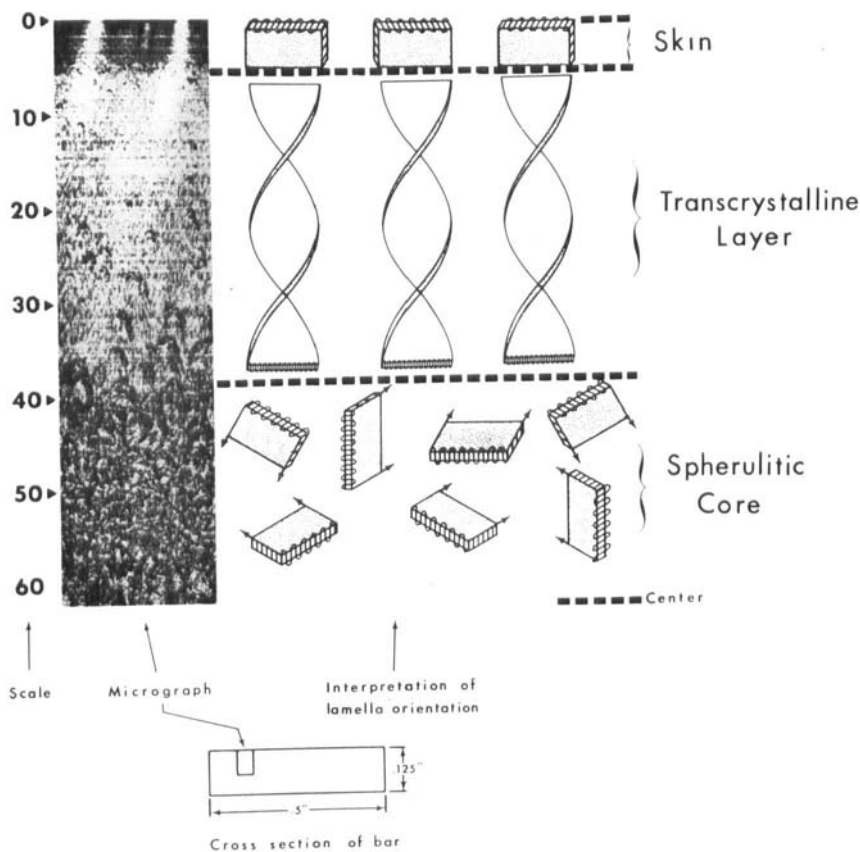 0
10
20
30
40
50
60
Skin
Transcrystalline
Layer
Spherulitic
Core
Center
Scale
Micrograph
Interpretation of
lamella orientation
.125"
.5"
Cross section of bar